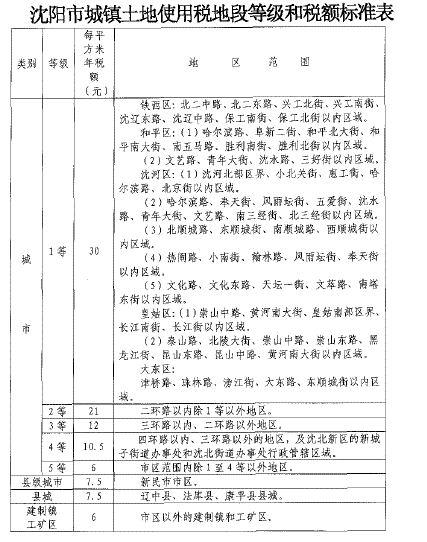 沈阳市城镇土地使用税地段等级和税额标准表
类别
等级
每平
方米
年税
额
(元)
地 区 范 围
城
市
1等
30
铁西区:北二中路、北二东路、兴工北街、兴工南街、
沈辽东路、沈辽中路、保工南街、保工北街以内区域。
和平区:(1)哈尔滨路、阜新二街、和平北大街、和
平南大街、南五马路、胜利南街、胜利北街以内区域。
(2)文艺路、青年大街、沈水路、三好街以内区域。
沈河区:(1)沈河北部区界、小北关街、惠工街、哈
尔滨路、北京街以内区域。
(2)哈尔滨路、奉天街、风雨坛街、五爱街、沈水
路、青年大街、文艺路、南三经街、北三经街以内区域。
(3)北顺城路、东顺城街、南顺城路、西顺城街以
内区域。
(4)热闹路、小南街、翰林路、风雨坛街、奉天街
以内区域。
(5)文化路、文化东路、天坛一街、文萃路、南塔
东街以内区域。
皇姑区:(1)崇山中路、黄河南大街、皇姑南部区界、
长江南街、长江街以内区域。
(2)泰山路、北陵大街、崇山中路、崇山东路、黑
龙江街、昆山东路、昆山中路、黄河南大街以内区域。
大东区:
津桥路、珠林路、滂江街、大东路、东顺城街以内区
域。
2等
21
二环路以内除1等以外地区。
3等
12
三环路以内、二环路以外地区。
4等
10.5
四环路以内、三环路以外的地区,及沈北新区的新城
子街道办事处和沈北街道办事处行政管辖区域。
5等
6
市区范围内除1至4等以外地区。
县级城市
7.5
新民市市区。
县城
7.5
辽中县、法库县、康平县县城。
建制镇
工矿区
6
市区以外的建制镇和工矿区。